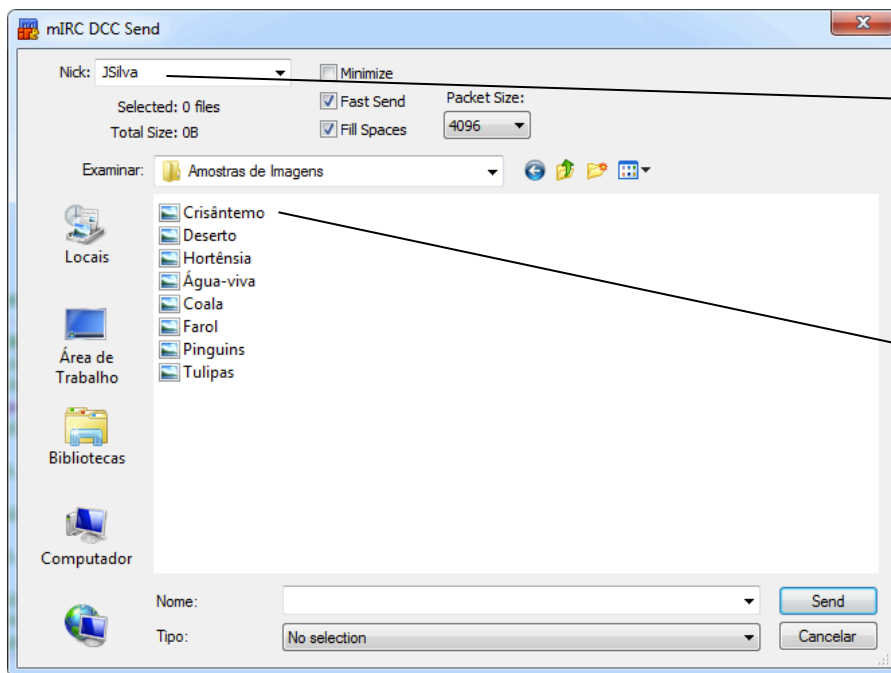 mIRC DCC Send
Nick: JSilva
Minimize
Selected: 0 files
Fast Send
Packet Size:
Total Size: 0B
Fill Spaces
4096
Examinar: Amostras de Imagens
Locais
Área de Trabalho
Bibliotecas
Computador
Crisântemo
Deserto
Hortênsia
Água-viva
Coala
Farol
Pinguins
Tulipas
Nome:
Send
Tipo: No selection
Cancelar